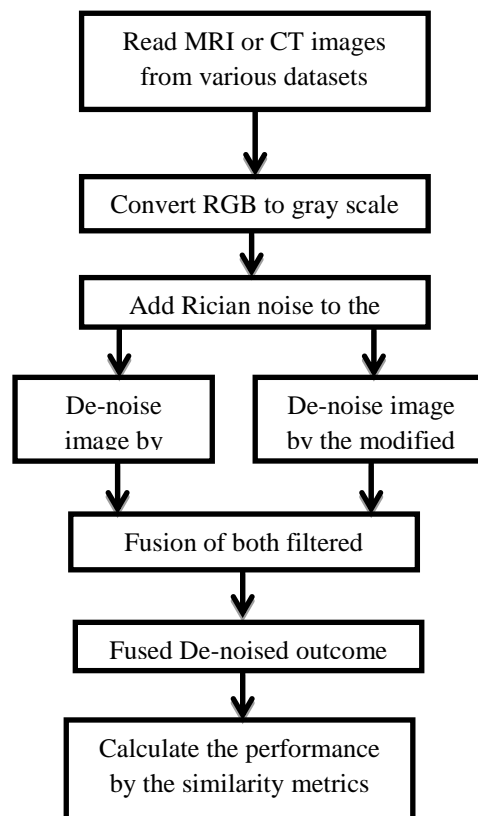 Read MRI or CT images
from various datasets
Convert RGB to gray scale
Add Rician noise to the
De-noise
image by
De-noise image
by the modified
Fusion of both filtered
Fused De-noised outcome
Calculate the performance
by the similarity metrics